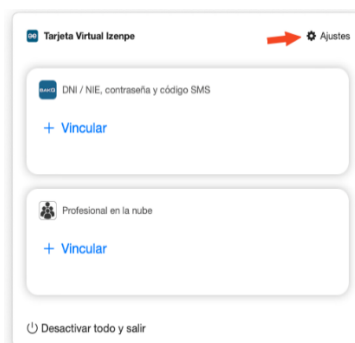 Tarjeta Virtual Izenpe
Ajustes
DNI / NIE, contraseña y código SMS
+ Vincular
Profesional en la nube
+ Vincular
Desactivar todo y salir